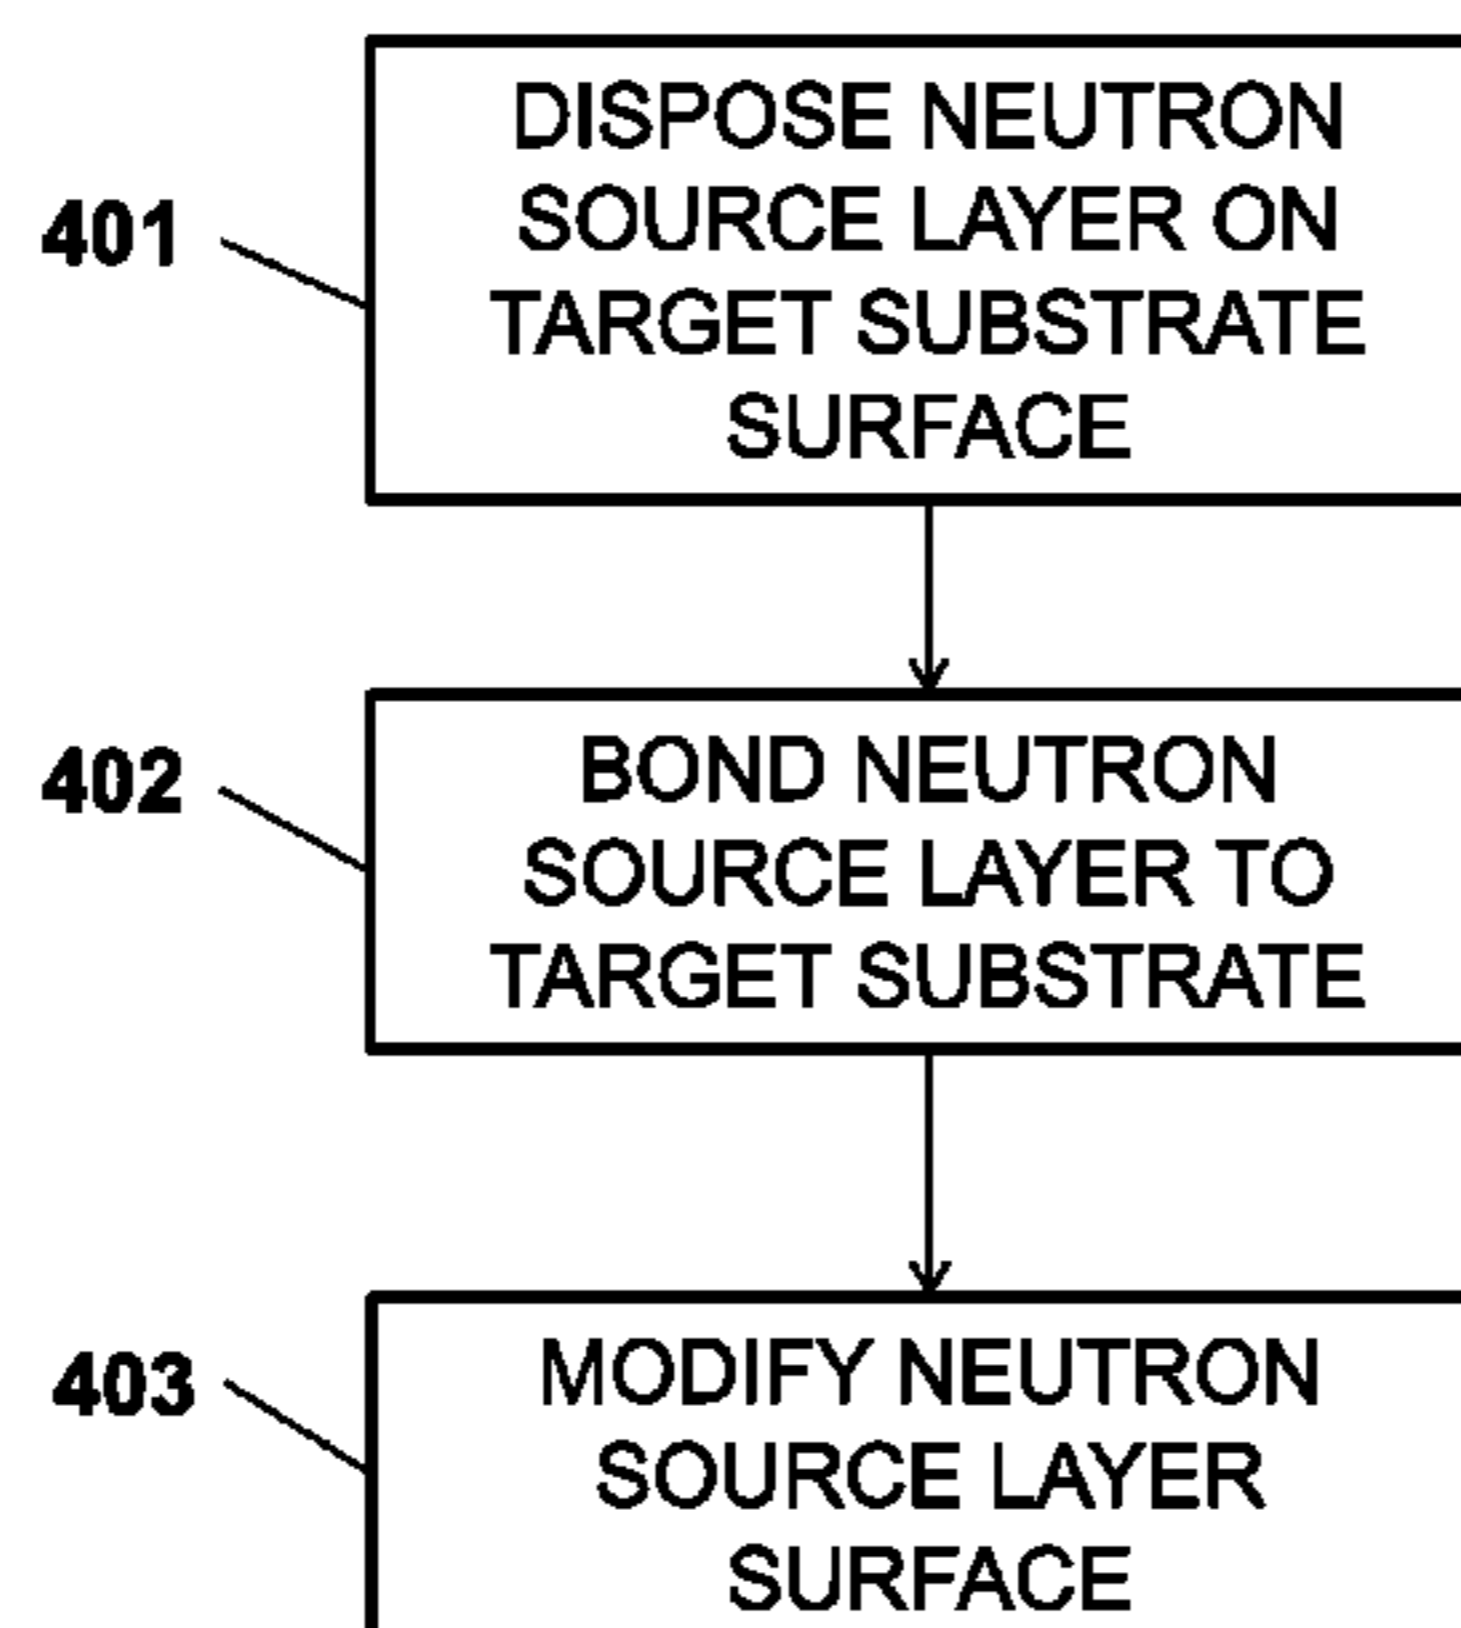 401
DISPOSE NEUTRON
SOURCE LAYER ON
TARGET SUBSTRATE
SURFACE
402
BOND NEUTRON
SOURCE LAYER TO
TARGET SUBSTRATE
403
MODIFY NEUTRON
SOURCE LAYER
SURFACE